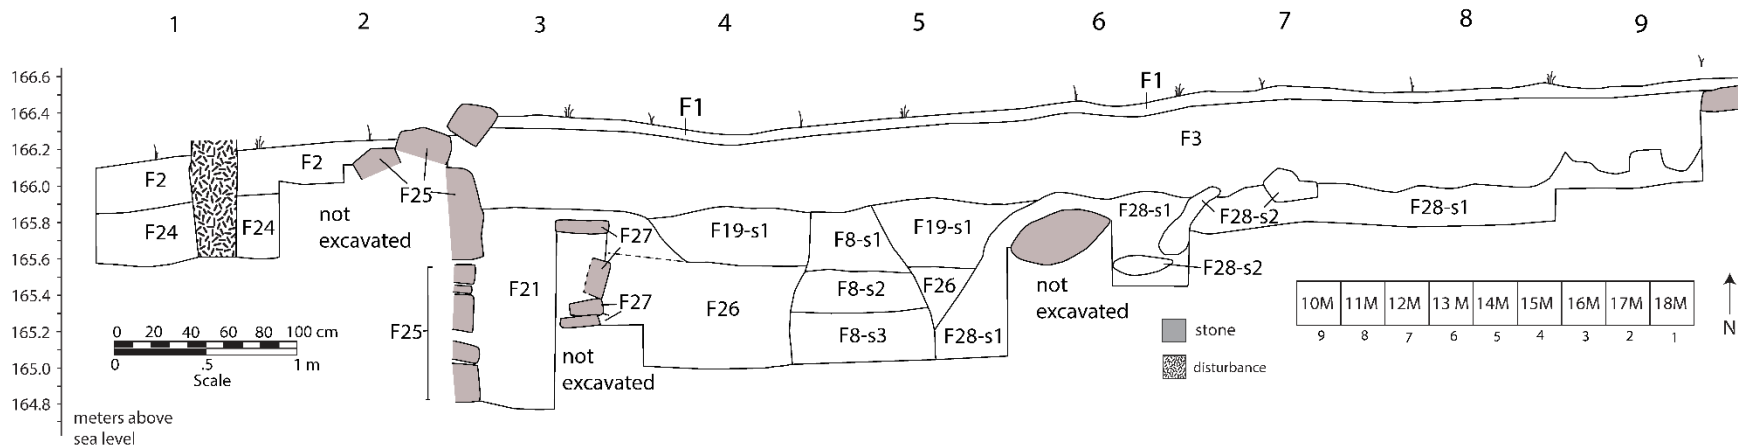 1 2 3 4 5 6 7 8 9
166.6
166.4
166.2
166.0
165.8
165.6
165.4
165.2
165.0
164.8
meters above
sea level
F1
F1
F3
F2
F2
F24
F24
not
excavated
F25
F25
F21
F27
F27
not
excavated
F19-s1
F26
F8-s1
F8-s2
F8-s3
F19-s1
F26
F28-s1
not
excavated
F28-s1
F28-s2
F28-s2
F28-s1
0 20 40 60 80 100 cm
0 .5 1 m
Scale
10M 11M 12M 13 M 14M 15M 16M 17M 18M
9 8 7 6 5 4 3 2 1
N
stone
disturbance